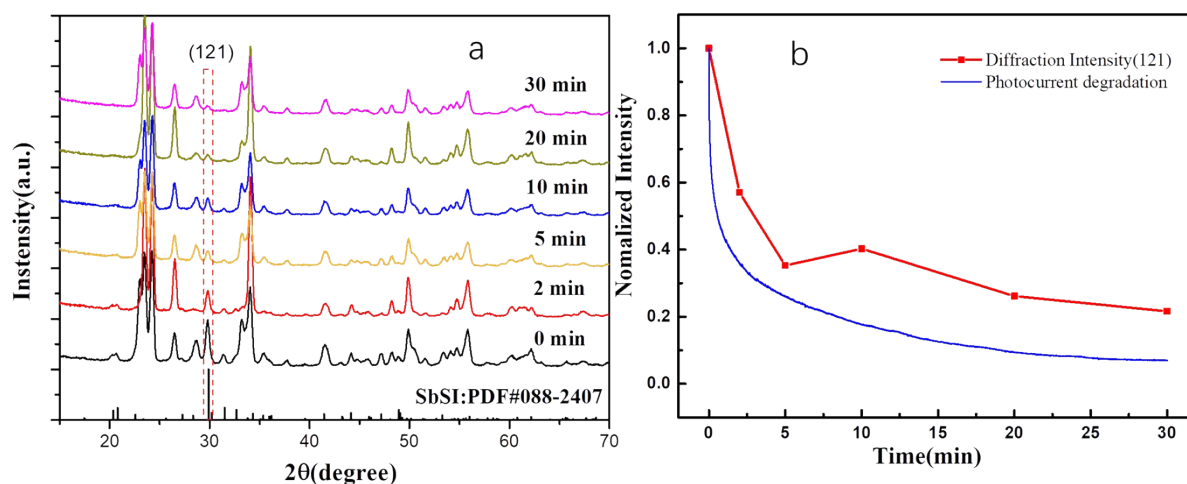 a
(121)
30 min
20 min
10 min
5 min
2 min
0 min
SbSI:PDF#088-2407
20 30 40 50 60 70
2θ(degree)
Instensity(a.u.)
b
Diffraction Intensity(121)
Photocurrent degradation
1.0
0.8
0.6
0.4
0.2
0.0
0 5 10 15 20 25 30
Time(min)
Nomalized Intensity